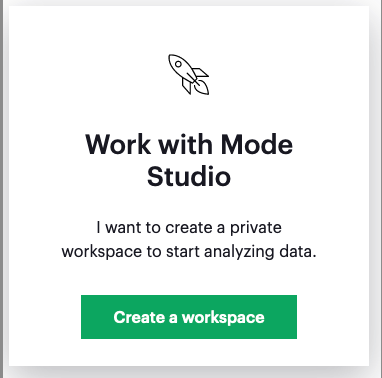 Work with Mode
Studio
I want to create a private
workspace to start analyzing data.
Create a workspace